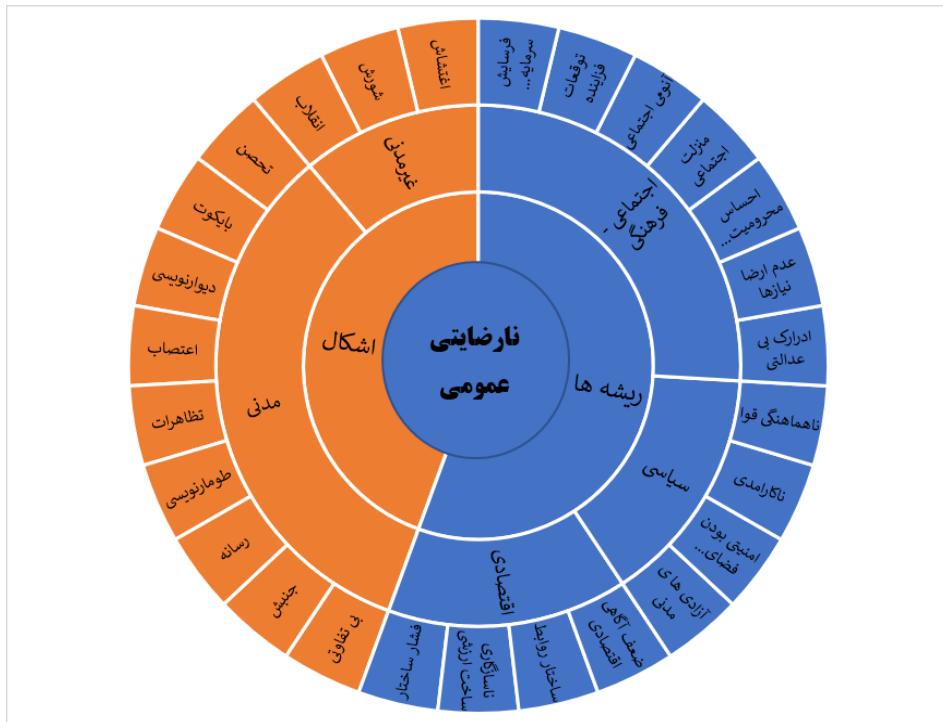 نارضایتی
عمومی
ریشه ها
اجتماعی -
فرهنگی
فرسایش
سرمایه...
توقعات
فزاینده
آنومی اجتماعی
منزلت
اجتماعی
احساس
محرومیت...
عدم ارضا
نیازها
ادرارک بی
عدالتی
سیاسی
ناهماهنگی قوا
ناکارامدی
امنیتی بودن
فضای...
آزادی های
مدنی
اقتصادی
ضعف آگاهی
اقتصادی
ساختار روابط
ناسازگاری
ساخت ارزشی
فشار ساختار
اشکال
مدنی
بی تفاوتی
جنبش
رسانه
طومارنویسی
تظاهرات
اعتصاب
دیوارنویسی
بایکوت
تحصن
غیرمدنی
انقلاب
شورش
اغتشاش